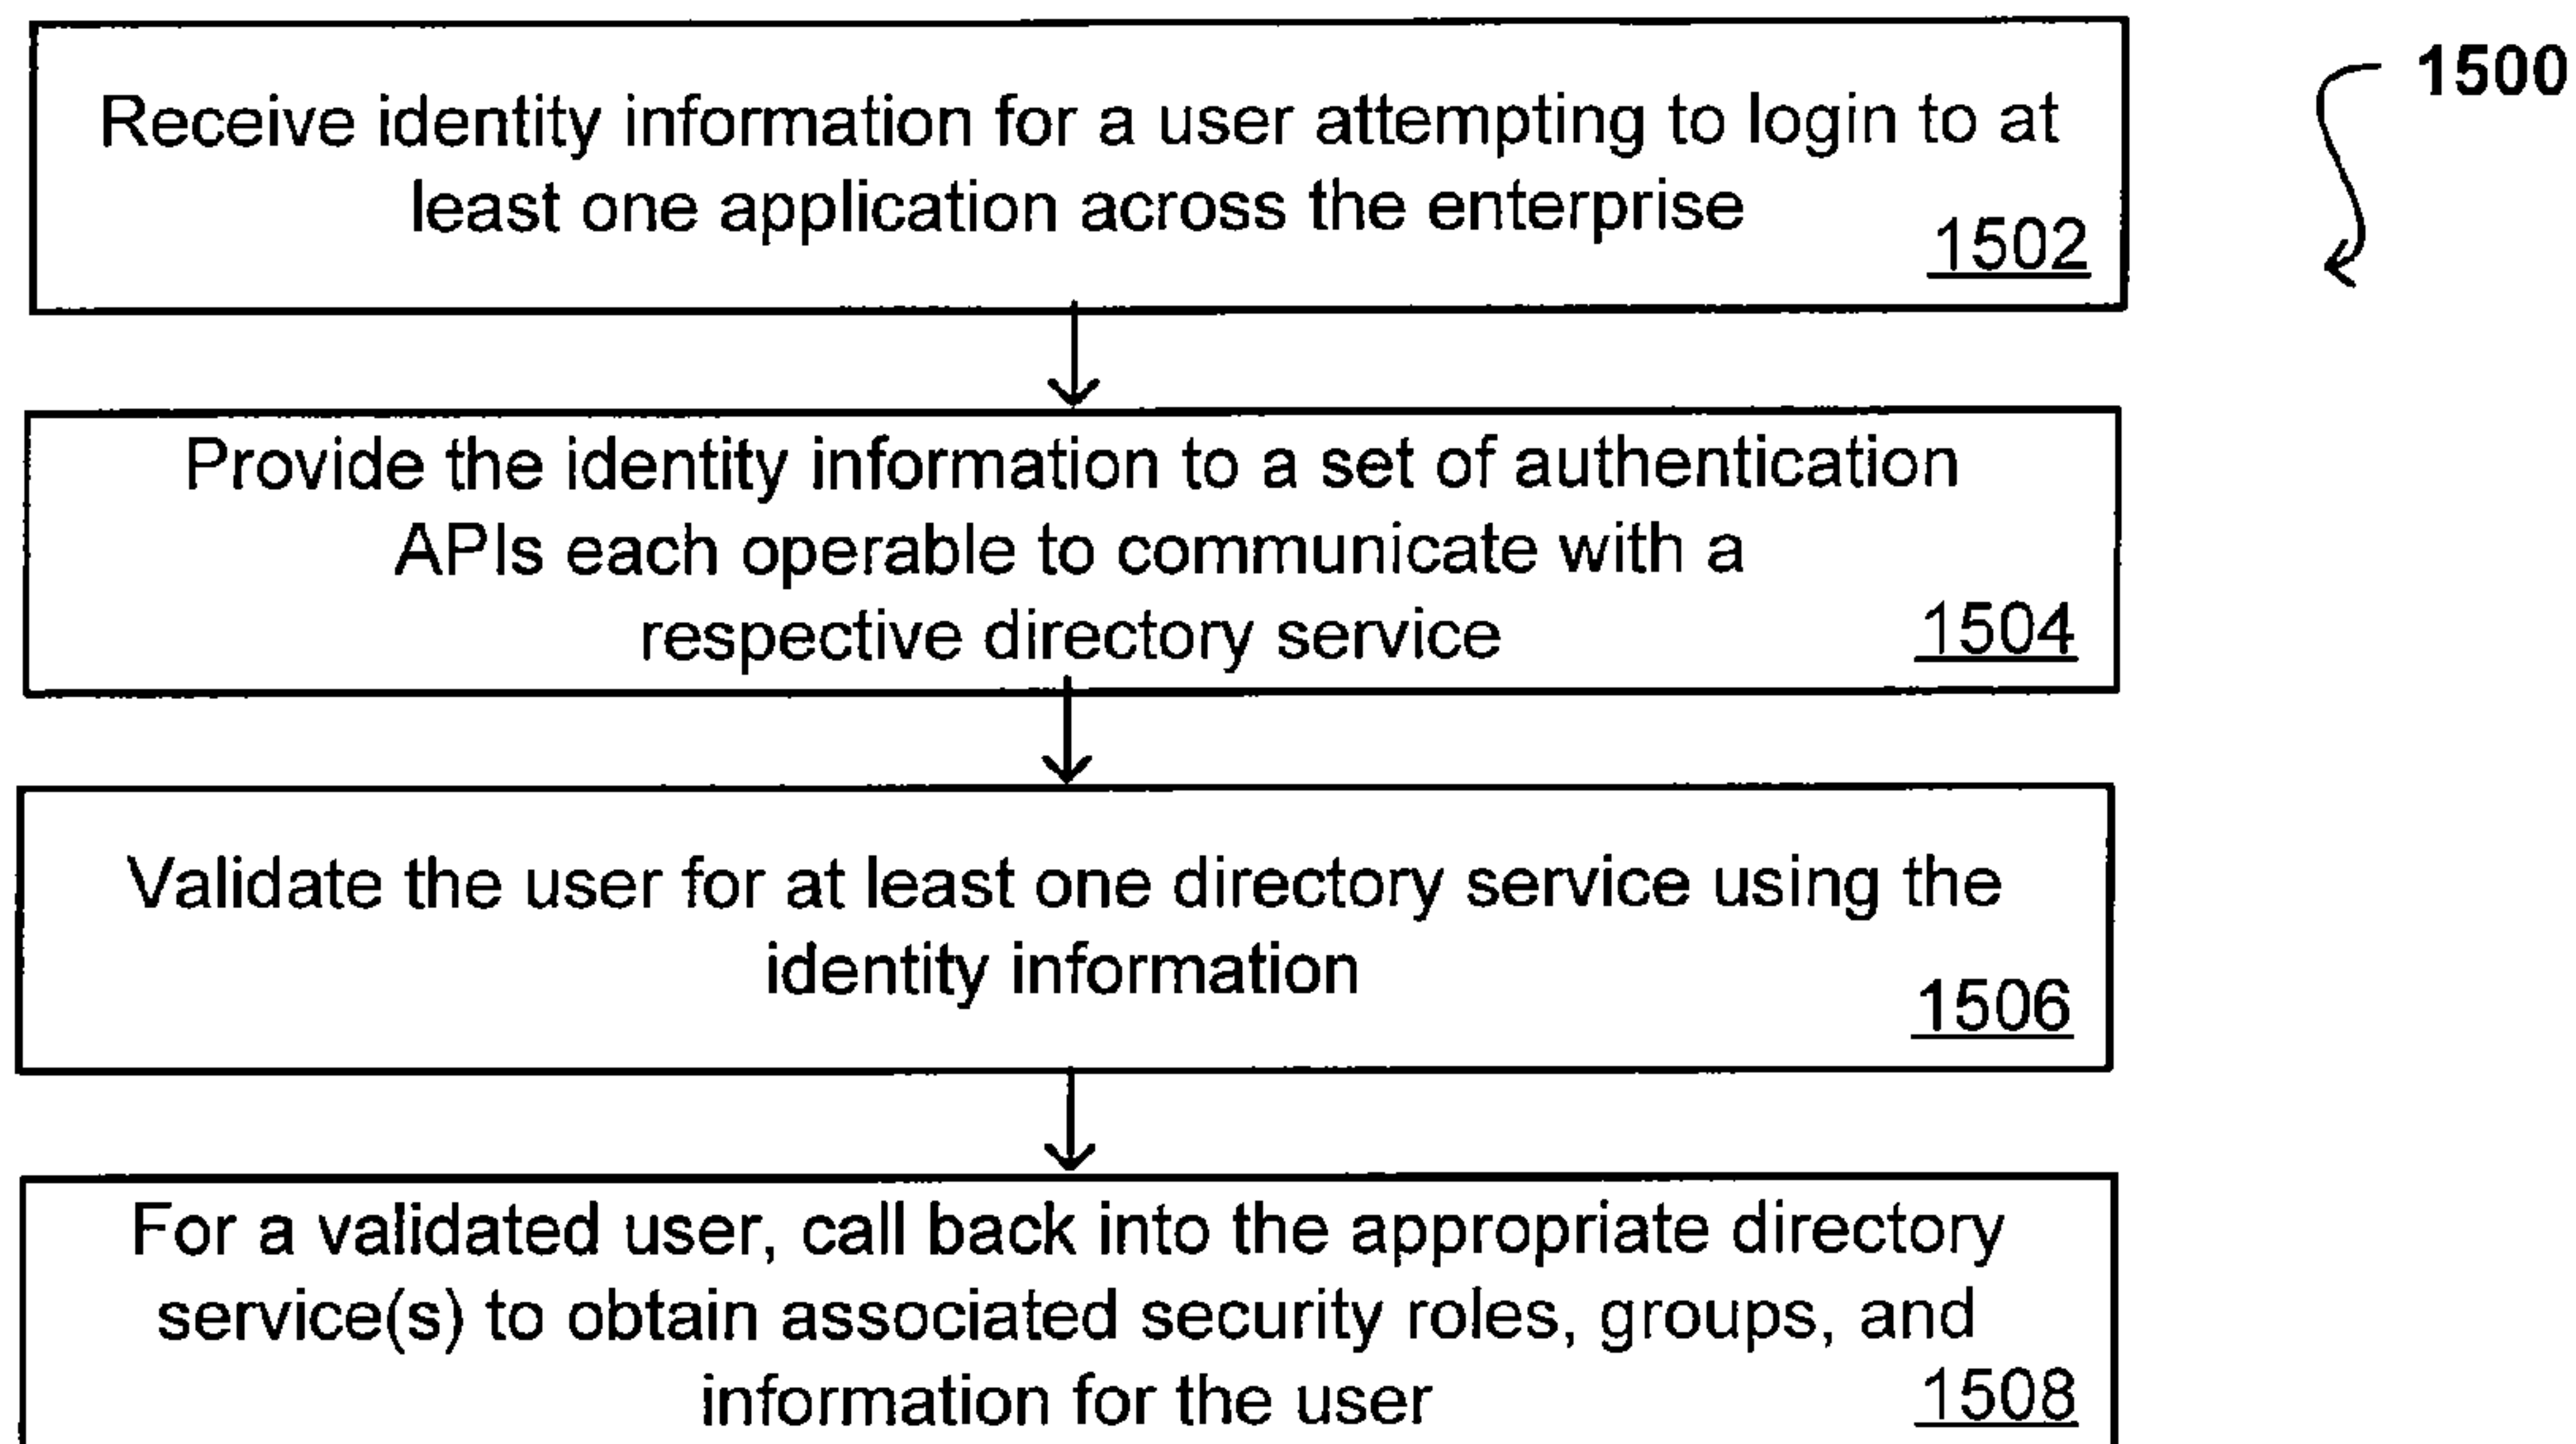 1500
Receive identity information for a user attempting to login to at
least one application across the enterprise
1502
Provide the identity information to a set of authentication
APIs each operable to communicate with a
respective directory service
1504
Validate the user for at least one directory service using the
identity information
1506
For a validated user, call back into the appropriate directory
service(s) to obtain associated security roles, groups, and
information for the user
1508